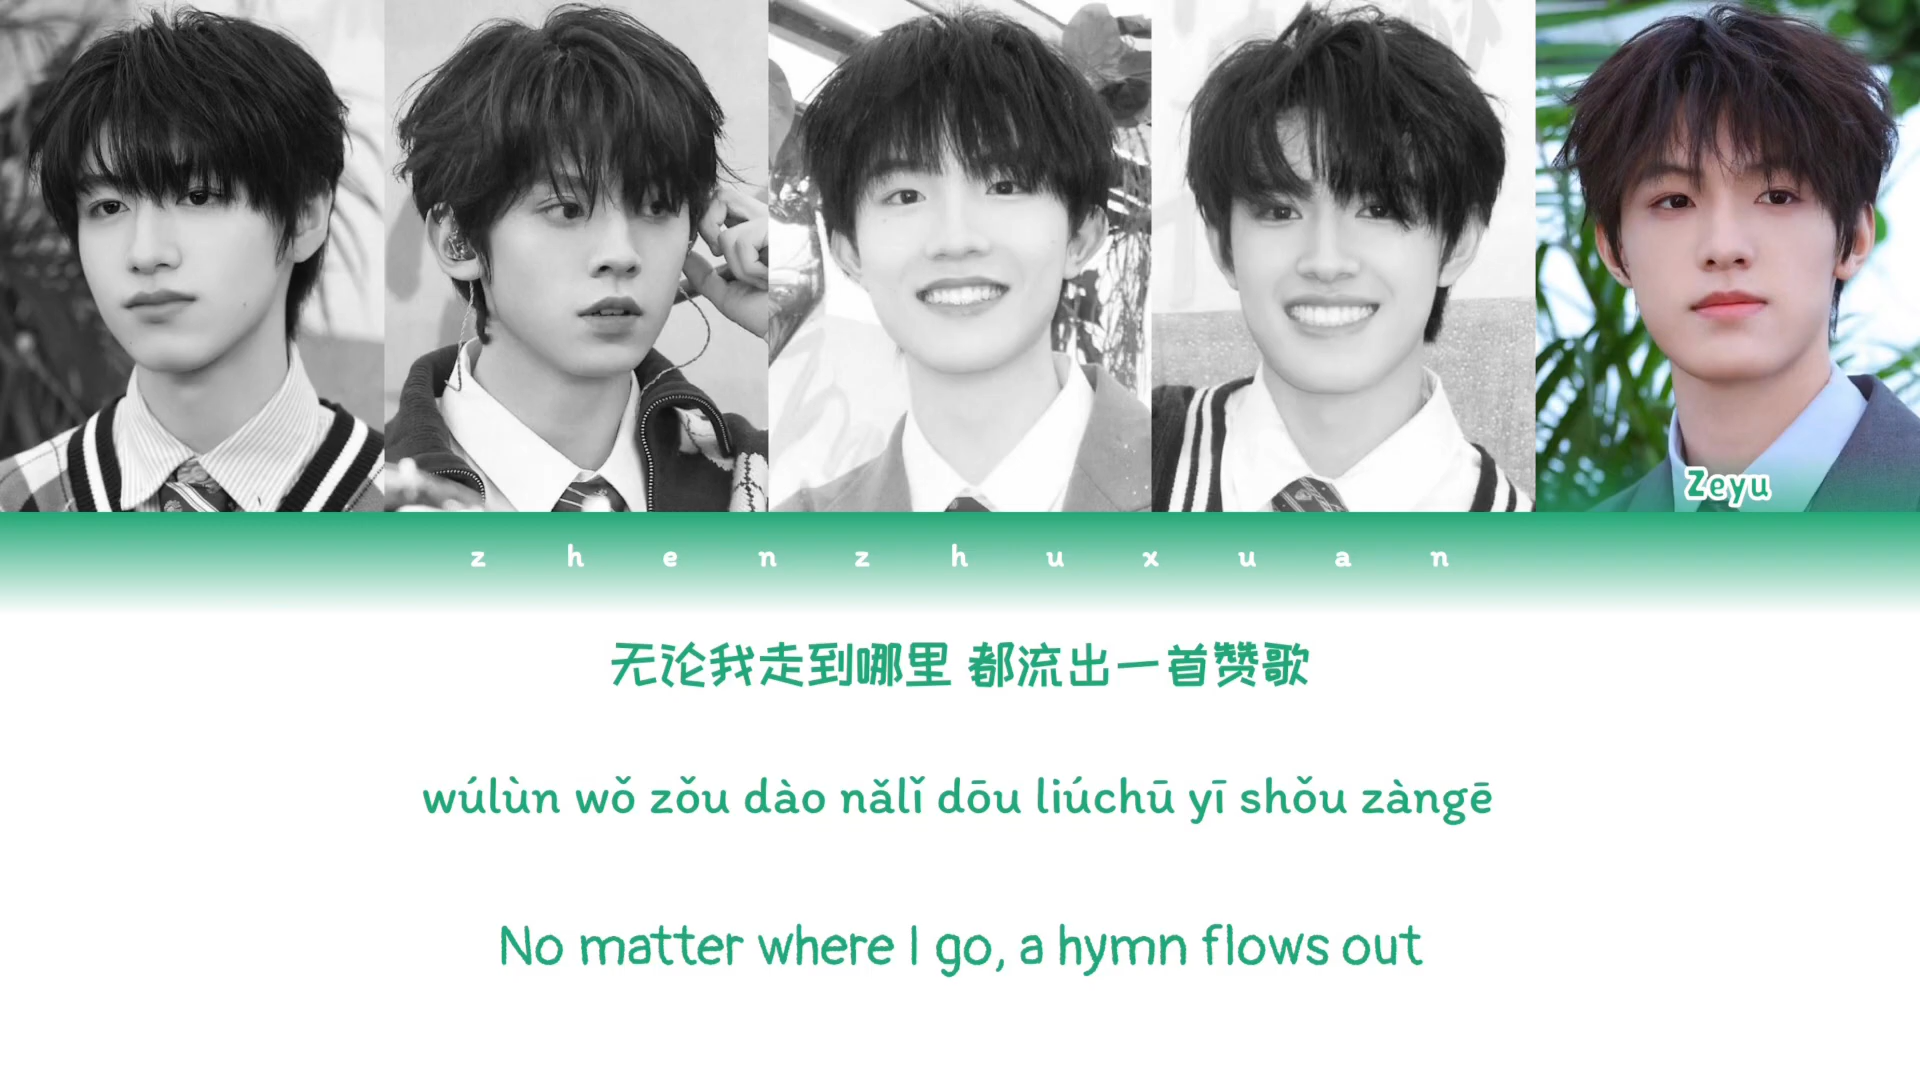 Zeyu
zhenzhuxuan
无论我走到哪里 都流出一首赞歌
wúlùn wǒ zǒu dào nǎlǐ dōu liúchū yī shǒu zàngē
No matter where I go, a hymn flows out